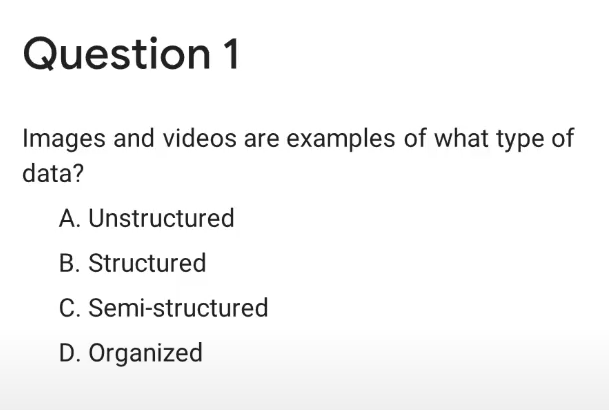 Question 1
Images and videos are examples of what type of
data?
A. Unstructured
B. Structured
C. Semi-structured
D. Organized